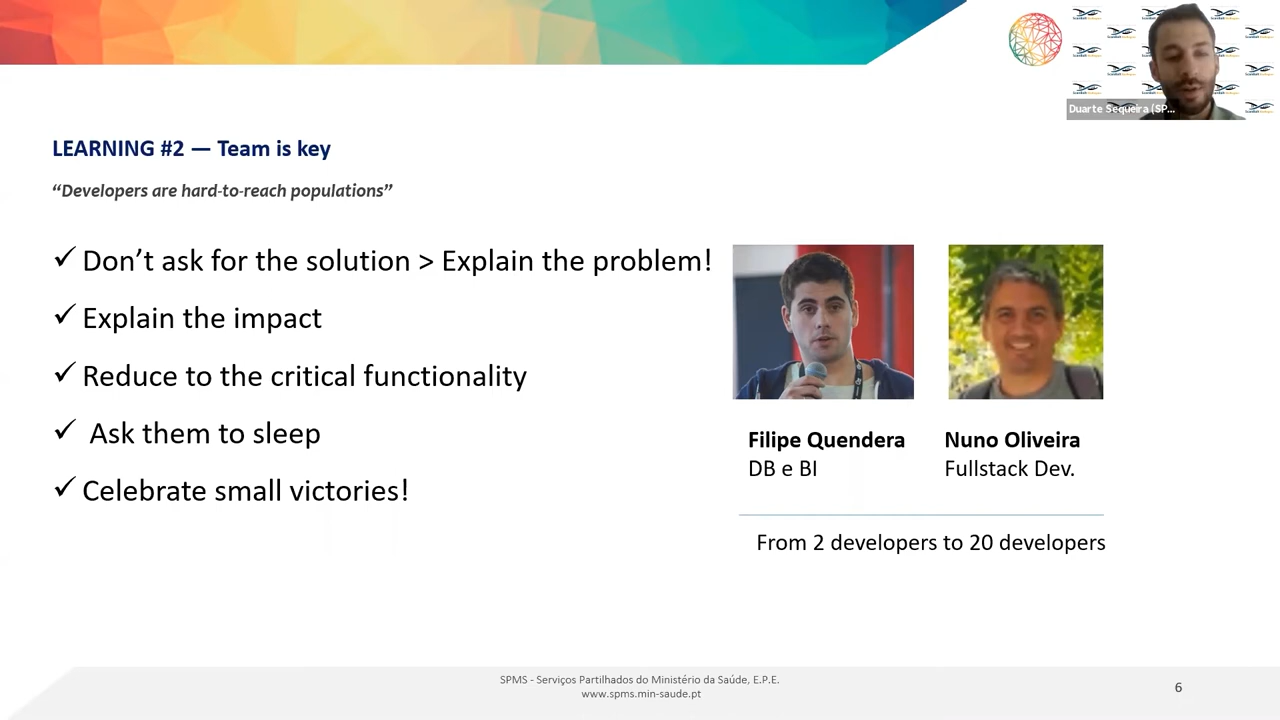 Duarte Sequeira (SP...
LEARNING #2 — Team is key
“Developers are hard-to-reach populations”
✓ Don’t ask for the solution > Explain the problem!
✓ Explain the impact
✓ Reduce to the critical functionality
✓ Ask them to sleep
✓ Celebrate small victories!
Filipe Quendera
DB e BI
Nuno Oliveira
Fullstack Dev.
From 2 developers to 20 developers
SPMS - Serviços Partilhados do Ministério da Saúde, E.P.E.
www.spms.min-saude.pt
6